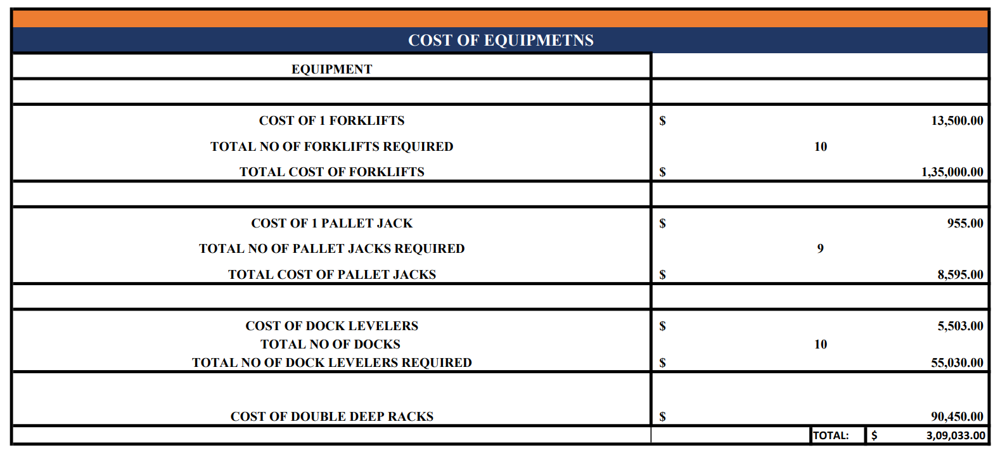 COST OF EQUIPMETNS
EQUIPMENT
COST OF 1 FORKLIFTS $ 13,500.00
TOTAL NO OF FORKLIFTS REQUIRED 10
TOTAL COST OF FORKLIFTS $ 1,35,000.00
COST OF 1 PALLET JACK $ 955.00
TOTAL NO OF PALLET JACKS REQUIRED 9
TOTAL COST OF PALLET JACKS $ 8,595.00
COST OF DOCK LEVELERS $ 5,503.00
TOTAL NO OF DOCKS 10
TOTAL NO OF DOCK LEVELERS REQUIRED $ 55,030.00
COST OF DOUBLE DEEP RACKS $ 90,450.00
TOTAL: $ 3,09,033.00